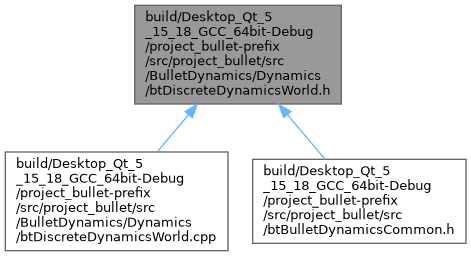 build/Desktop_Qt_5
_15_18_GCC_64bit-Debug
/project_bullet-prefix
/src/project_bullet/src
/BulletDynamics/Dynamics
/btDiscreteDynamicsWorld.h
build/Desktop_Qt_5
_15_18_GCC_64bit-Debug
/project_bullet-prefix
/src/project_bullet/src
/BulletDynamics/Dynamics
/btDiscreteDynamicsWorld.cpp
build/Desktop_Qt_5
_15_18_GCC_64bit-Debug
/project_bullet-prefix
/src/project_bullet/src
/btBulletDynamicsCommon.h